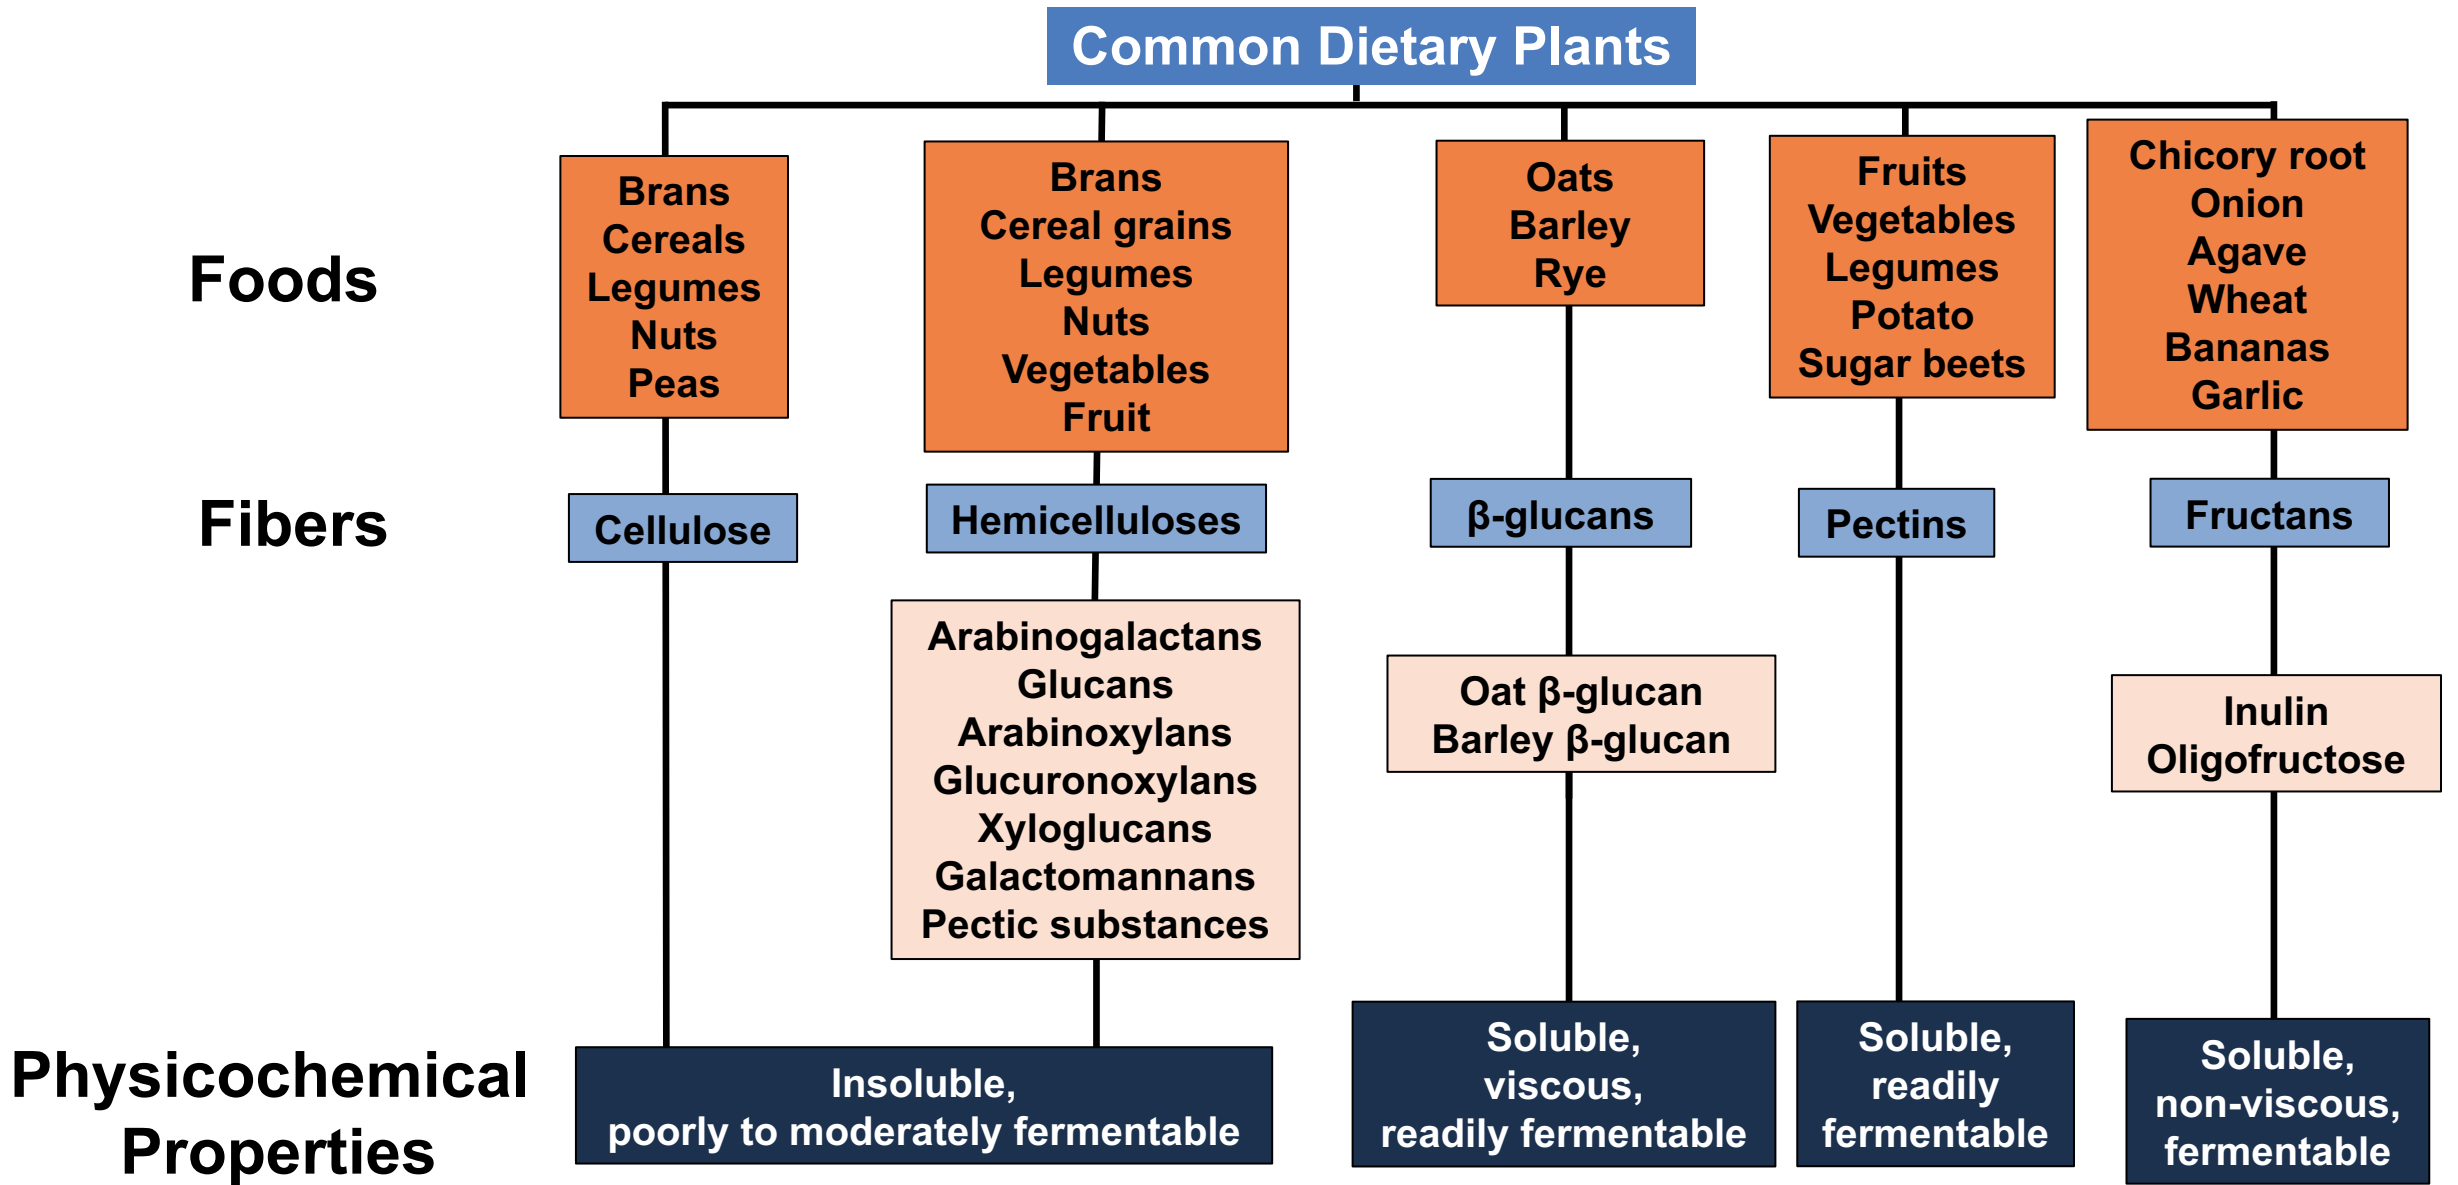 Common Dietary Plants
Foods
Brans
Cereals
Legumes
Nuts
Peas
Brans
Cereal grains
Legumes
Nuts
Vegetables
Fruit
Oats
Barley
Rye
Fruits
Vegetables
Legumes
Potato
Sugar beets
Chicory root
Onion
Agave
Wheat
Bananas
Garlic
Fibers
Cellulose
Hemicelluloses
β-glucans
Pectins
Fructans
Arabinogalactans
Glucans
Arabinoxylans
Glucuronoxylans
Xyloglucans
Galactomannans
Pectic substances
Oat β-glucan
Barley β-glucan
Inulin
Oligofructose
Physicochemical
Properties
Insoluble,
poorly to moderately fermentable
Soluble,
viscous,
readily fermentable
Soluble,
readily
fermentable
Soluble,
non-viscous,
fermentable